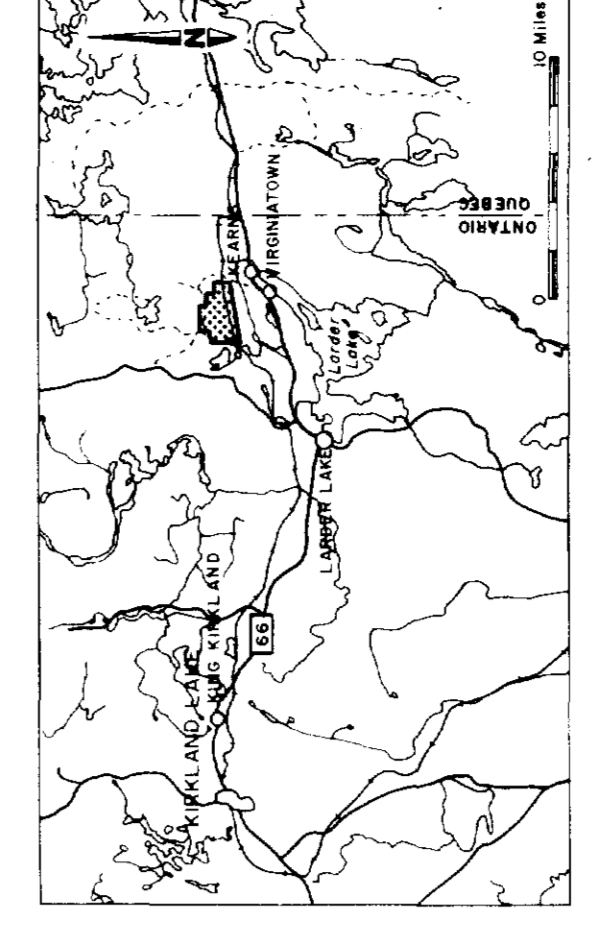 N
KEARNS
VIRGINIATOWN
QUEBEC
ONTARIO
Larder
Lake
LARDER LAKE
KING KIRKLAND
KIRKLAND LAKE
66
0
10 Miles